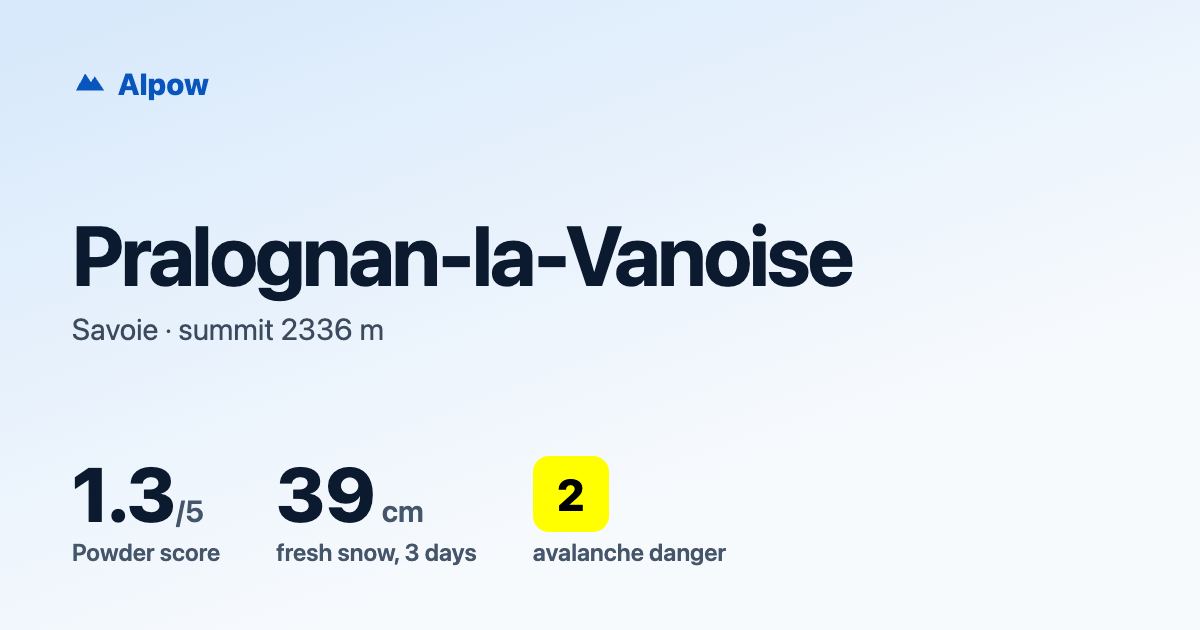 Alpow
Pralognan-la-Vanoise
Savoie · summit 2336 m
1.3/5
Powder score
39 cm
fresh snow, 3 days
2
avalanche danger